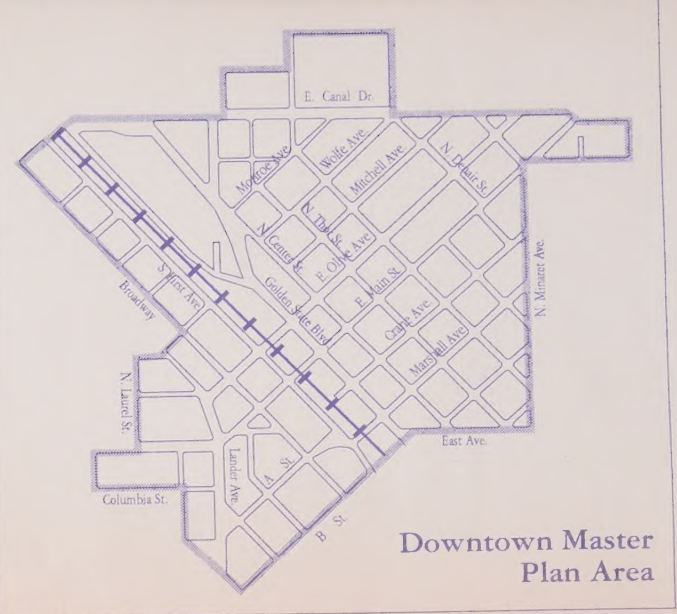 E. Canal Dr.
Monroe Ave.
Wolfe Ave.
Mitchell Ave.
N. Denair St.
N. Thor St.
N. Center St.
E. Olive Ave.
E. Main St.
Golden State Blvd
Crane Ave.
Marshall Ave.
N. Minaret Ave.
S. First Ave.
Broadway
N. Laurel St.
East Ave.
Lander Ave.
A St.
Columbia St.
B St.
Downtown Master
Plan Area